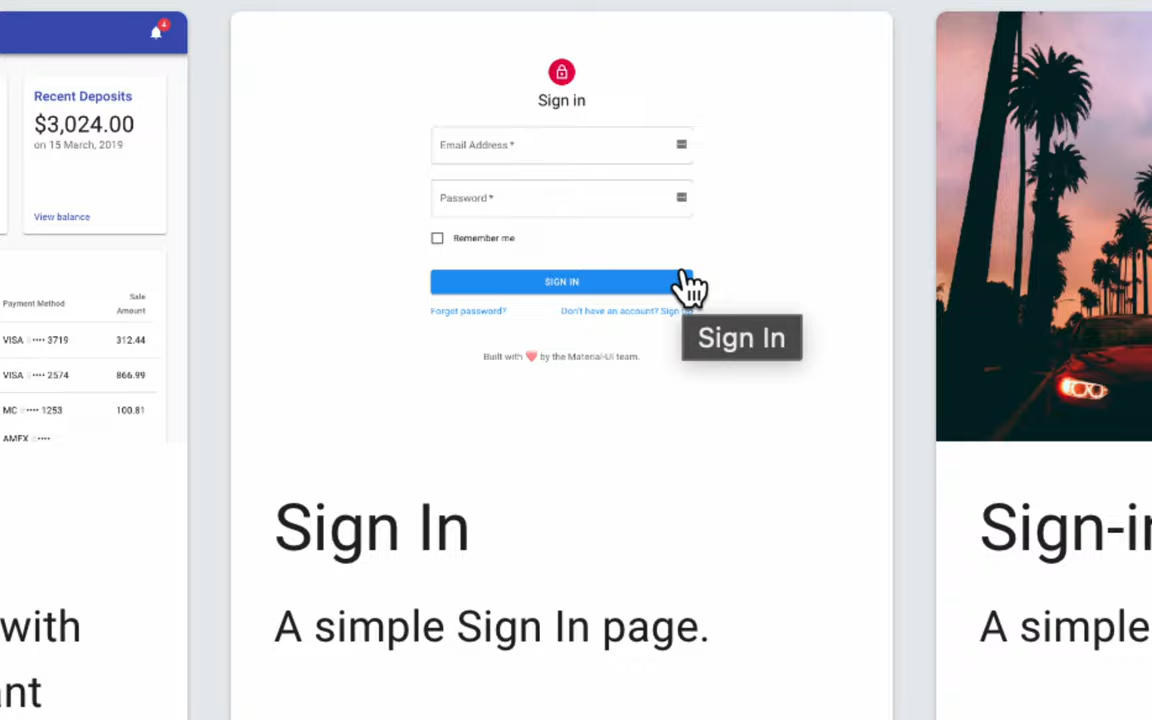 4
Recent Deposits
$3,024.00
on 15 March, 2019
View balance
Payment Method Sale Amount
VISA •••• 3719 312.44
VISA •••• 2574 866.99
MC •••• 1253 100.81
AMEX ••••
with
ant
Sign in
Email Address *
Password *
Remember me
SIGN IN
Forgot password? Don't have an account? Sign
Sign In
Built with ❤️ by the Material-UI team.
Sign In
A simple Sign In page.
Sign-in
A simple